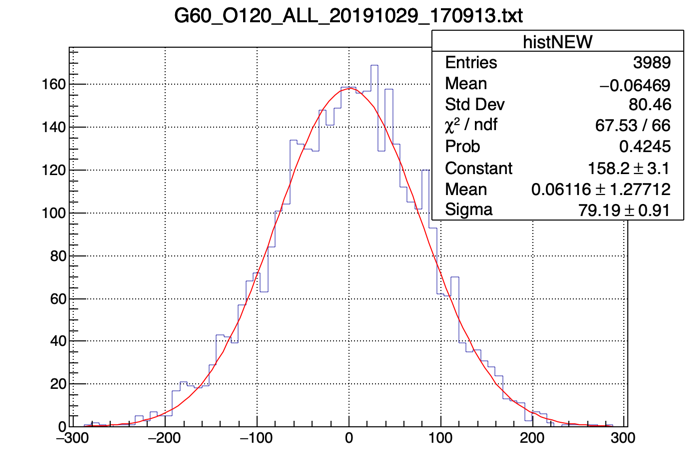 G60_O120_ALL_20191029_170913.txt
histNEW
Entries 3989
Mean −0.06469
Std Dev 80.46
χ² / ndf 67.53 / 66
Prob 0.4245
Constant 158.2 ± 3.1
Mean 0.06116 ± 1.27712
Sigma 79.19 ± 0.91
160
140
120
100
80
60
40
20
0
−300 −200 −100 0 100 200 300